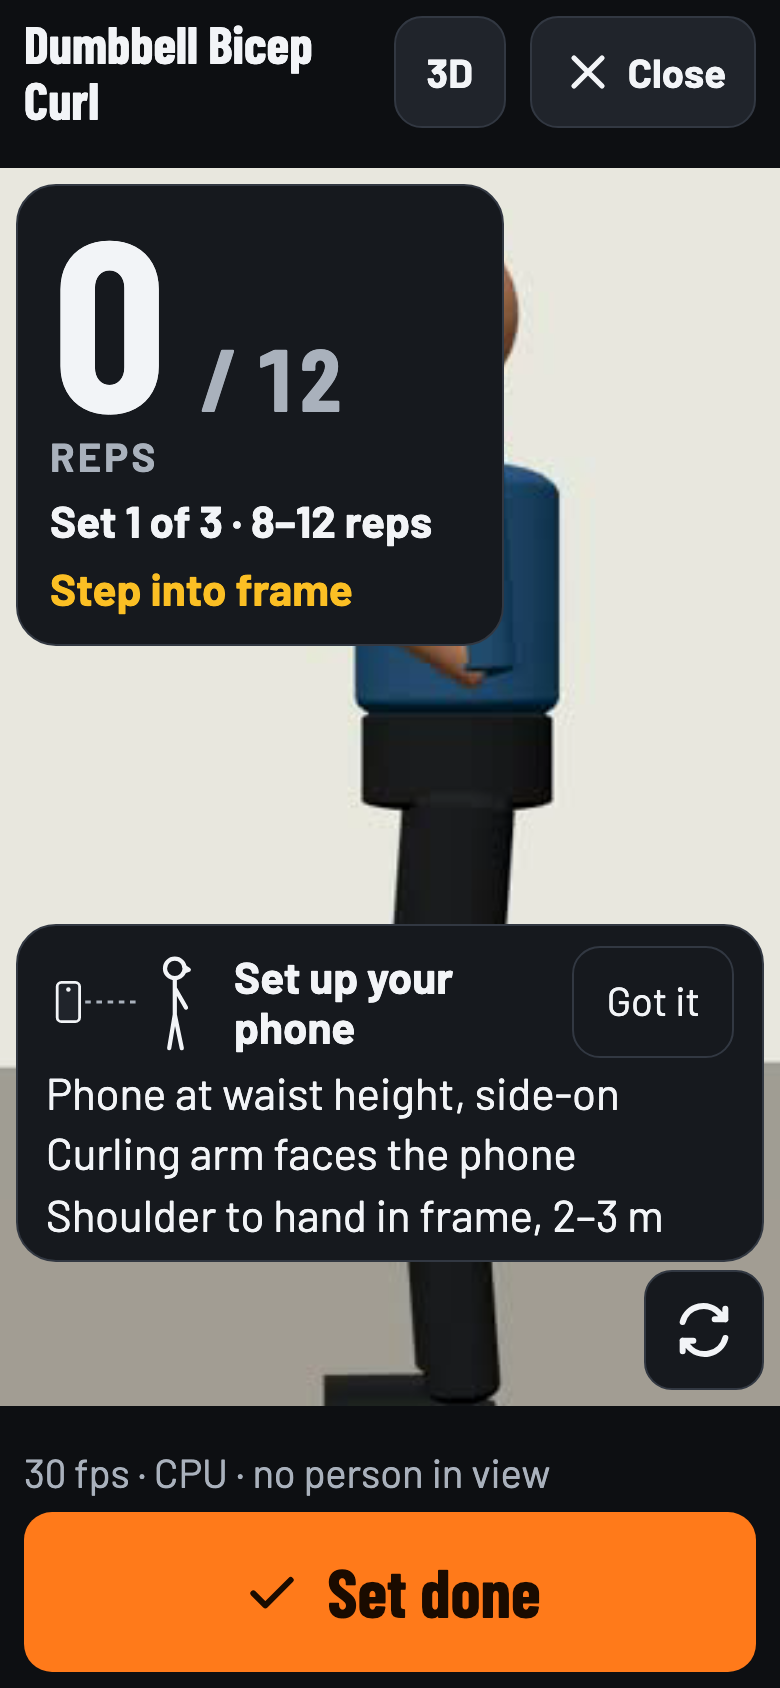 Dumbbell Bicep
Curl
3D
Close
0 / 12
REPS
Set 1 of 3 · 8–12 reps
Step into frame
Set up your
phone
Got it
Phone at waist height, side-on
Curling arm faces the phone
Shoulder to hand in frame, 2–3 m
30 fps · CPU · no person in view
Set done